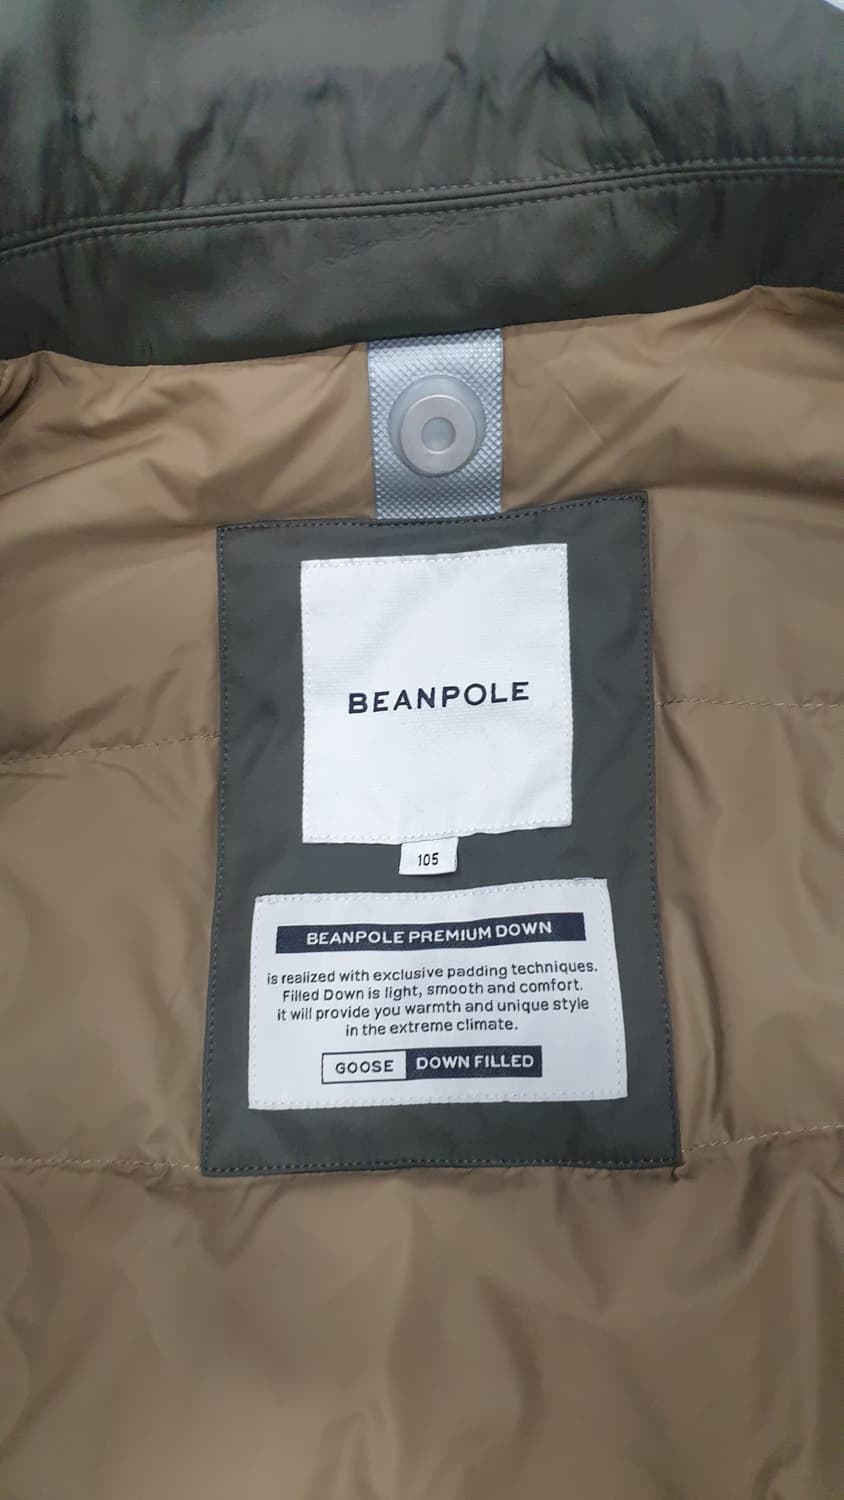 BEANPOLE
105
BEANPOLE PREMIUM DOWN
is realized with exclusive padding techniques.
Filled Down is light, smooth and comfort.
it will provide you warmth and unique style
in the extreme climate.
GOOSE DOWN FILLED